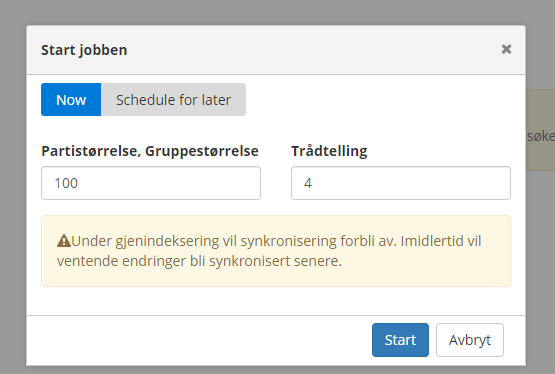 Start jobben
Now Schedule for later
Partistørrelse, Gruppestørrelse Trådtelling
100 4
Under gjenindeksering vil synkronisering forbli av. Imidlertid vil
ventende endringer bli synkronisert senere.
søke
Start Avbryt